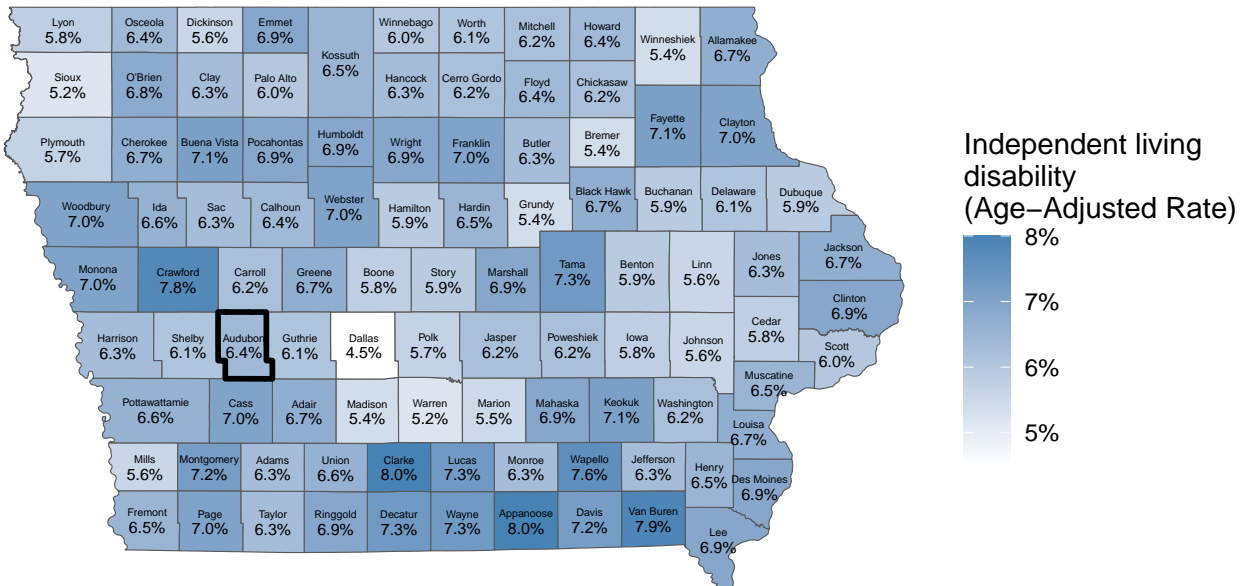 Lyon
5.8%
Osceola
6.4%
Dickinson
5.6%
Emmet
6.9%
Kossuth
6.5%
Winnebago
6.0%
Worth
6.1%
Mitchell
6.2%
Howard
6.4%
Winneshiek
5.4%
Allamakee
6.7%
Sioux
5.2%
O'Brien
6.8%
Clay
6.3%
Palo Alto
6.0%
Hancock
6.3%
Cerro Gordo
6.2%
Floyd
6.4%
Chickasaw
6.2%
Fayette
7.1%
Clayton
7.0%
Plymouth
5.7%
Cherokee
6.7%
Buena Vista
7.1%
Pocahontas
6.9%
Humboldt
6.9%
Wright
6.9%
Franklin
7.0%
Butler
6.3%
Bremer
5.4%
Woodbury
7.0%
Ida
6.6%
Sac
6.3%
Calhoun
6.4%
Webster
7.0%
Hamilton
5.9%
Hardin
6.5%
Grundy
5.4%
Black Hawk
6.7%
Buchanan
5.9%
Delaware
6.1%
Dubuque
5.9%
Monona
7.0%
Crawford
7.8%
Carroll
6.2%
Greene
6.7%
Boone
5.8%
Story
5.9%
Marshall
6.9%
Tama
7.3%
Benton
5.9%
Linn
5.6%
Jones
6.3%
Jackson
6.7%
Clinton
6.9%
Harrison
6.3%
Shelby
6.1%
Audubon
6.4%
Guthrie
6.1%
Dallas
4.5%
Polk
5.7%
Jasper
6.2%
Poweshiek
6.2%
Iowa
5.8%
Johnson
5.6%
Cedar
5.8%
Scott
6.0%
Muscatine
6.5%
Pottawattamie
6.6%
Cass
7.0%
Adair
6.7%
Madison
5.4%
Warren
5.2%
Marion
5.5%
Mahaska
6.9%
Keokuk
7.1%
Washington
6.2%
Louisa
6.7%
Mills
5.6%
Montgomery
7.2%
Adams
6.3%
Union
6.6%
Clarke
8.0%
Lucas
7.3%
Monroe
6.3%
Wapello
7.6%
Jefferson
6.3%
Henry
6.5%
Des Moines
6.9%
Fremont
6.5%
Page
7.0%
Taylor
6.3%
Ringgold
6.9%
Decatur
7.3%
Wayne
7.3%
Appanoose
8.0%
Davis
7.2%
Van Buren
7.9%
Lee
6.9%
Independent living
disability
(Age−Adjusted Rate)
8%
7%
6%
5%